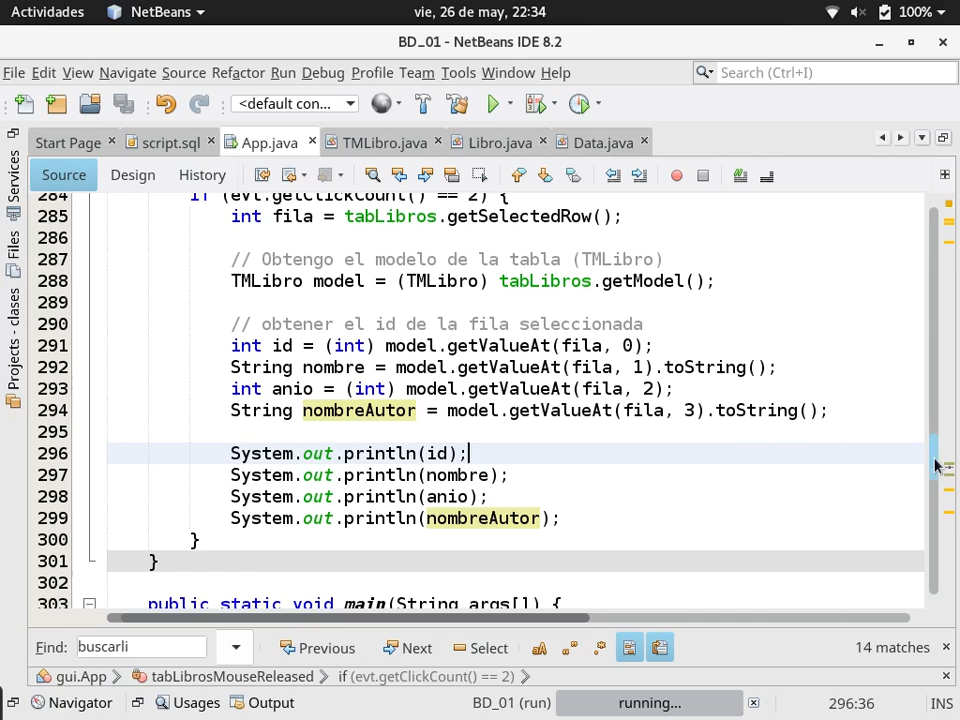 Actividades NetBeans vie, 26 de may, 22:34 100%
BD_01 - NetBeans IDE 8.2
File Edit View Navigate Source Refactor Run Debug Profile Team Tools Window Help Search (Ctrl+I)
<default con...
Start Page script.sql App.java TMLibro.java Libro.java Data.java
Source Design History
Services
Files
Projects - clases
284 if (evt.getClickCount() == 2) {
285 int fila = tabLibros.getSelectedRow();
286
287 // Obtengo el modelo de la tabla (TMLibro)
288 TMLibro model = (TMLibro) tabLibros.getModel();
289
290 // obtener el id de la fila seleccionada
291 int id = (int) model.getValueAt(fila, 0);
292 String nombre = model.getValueAt(fila, 1).toString();
293 int anio = (int) model.getValueAt(fila, 2);
294 String nombreAutor = model.getValueAt(fila, 3).toString();
295
296 System.out.println(id);
297 System.out.println(nombre);
298 System.out.println(anio);
299 System.out.println(nombreAutor);
300 }
301 }
302
303 public static void main(String args[]) {
Find: buscarli Previous Next Select aA 14 matches
gui.App tabLibrosMouseReleased if (evt.getClickCount() == 2)
Navigator Usages Output BD_01 (run) running... 296:36 INS